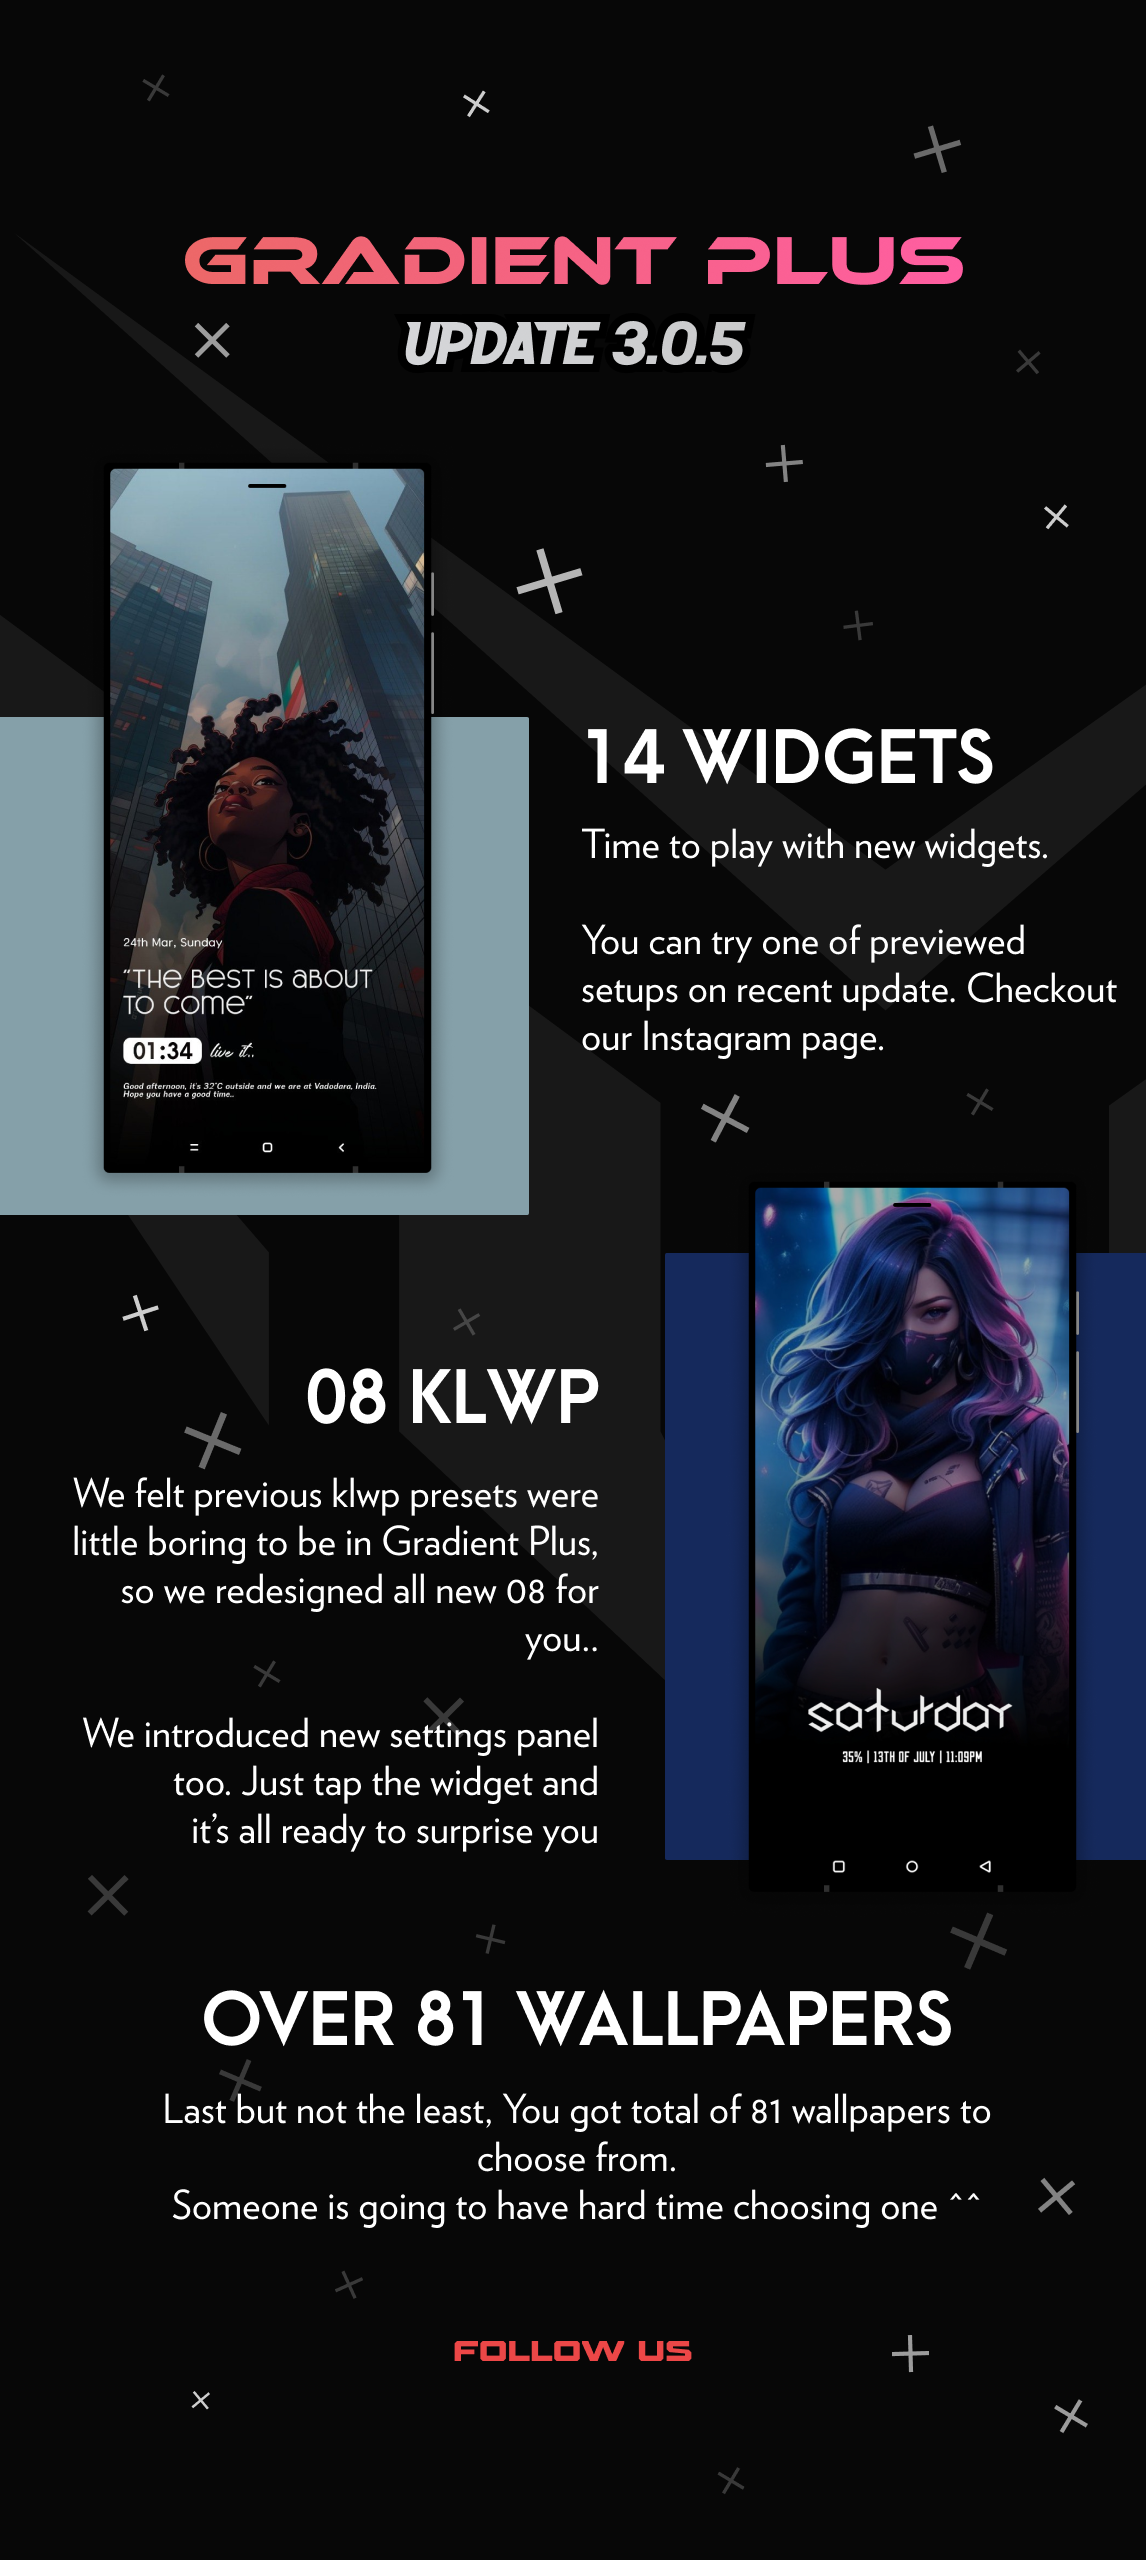 GRADIENT PLUS
UPDATE 3.0.5
24th Mar, Sunday
"THE BEST IS ABOUT
TO COME"
01:34 live it..
Good afternoon, it's 32°C outside and we are at Vadodara, India.
Hope you have a good time..
14 WIDGETS
Time to play with new widgets.
You can try one of previewed
setups on recent update. Checkout
our Instagram page.
08 KLWP
We felt previous klwp presets were
little boring to be in Gradient Plus,
so we redesigned all new 08 for
you..
We introduced new settings panel
too. Just tap the widget and
it's all ready to surprise you
saturday
35% | 13TH OF JULY | 11:09PM
OVER 81 WALLPAPERS
Last but not the least, You got total of 81 wallpapers to
choose from.
Someone is going to have hard time choosing one ^^
FOLLOW US